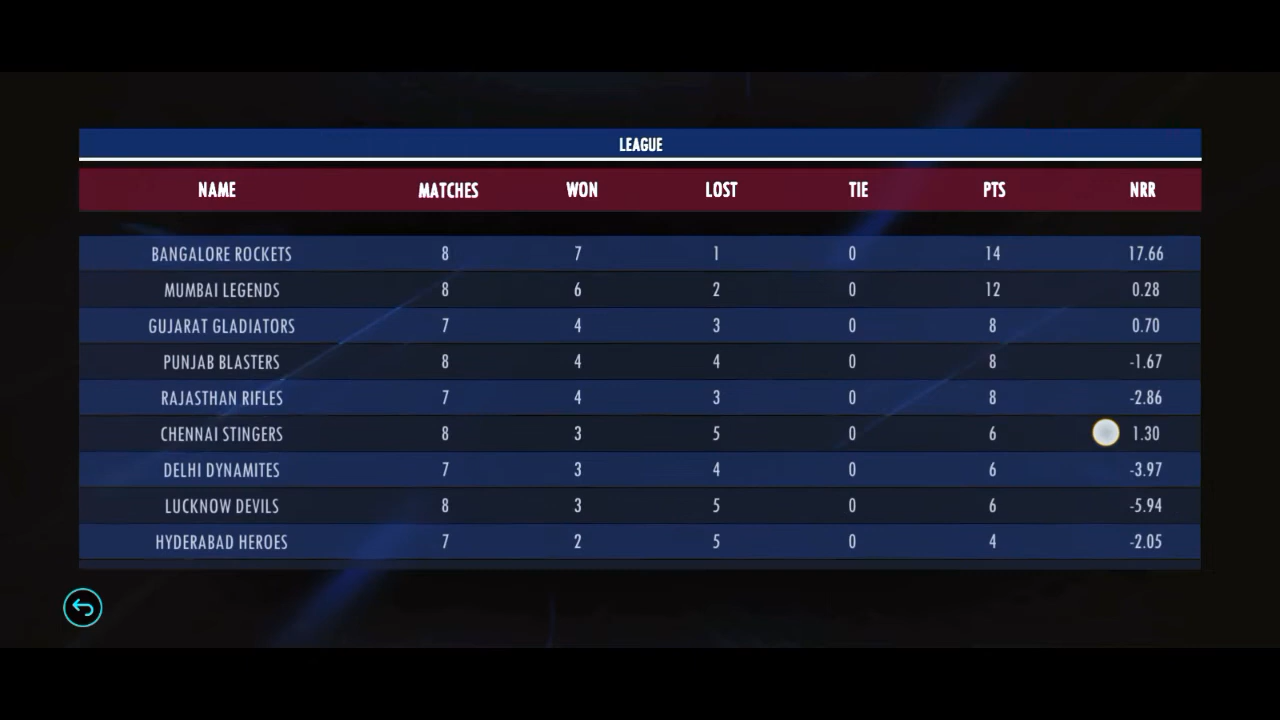 LEAGUE
NAME MATCHES WON LOST TIE PTS NRR
BANGALORE ROCKETS 8 7 1 0 14 17.66
MUMBAI LEGENDS 8 6 2 0 12 0.28
GUJARAT GLADIATORS 7 4 3 0 8 0.70
PUNJAB BLASTERS 8 4 4 0 8 -1.67
RAJASTHAN RIFLES 7 4 3 0 8 -2.86
CHENNAI STINGERS 8 3 5 0 6 1.30
DELHI DYNAMITES 7 3 4 0 6 -3.97
LUCKNOW DEVILS 8 3 5 0 6 -5.94
HYDERABAD HEROES 7 2 5 0 4 -2.05